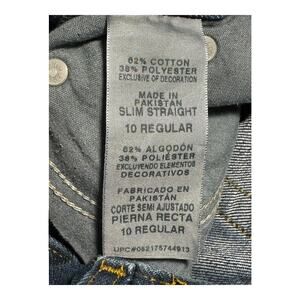 62% COTTON
38% POLYESTER
EXCLUSIVE OF DECORATION
MADE IN
PAKISTAN
SLIM STRAIGHT
10 REGULAR
62% ALGODÓN
38% POLIÉSTER
EXCLUYENDO ELEMENTOS
DECORATIVOS
FABRICADO EN
PAKISTAN
CORTE SEMI AJUSTADO
PIERNA RECTA
10 REGULAR
UPC#052175744913